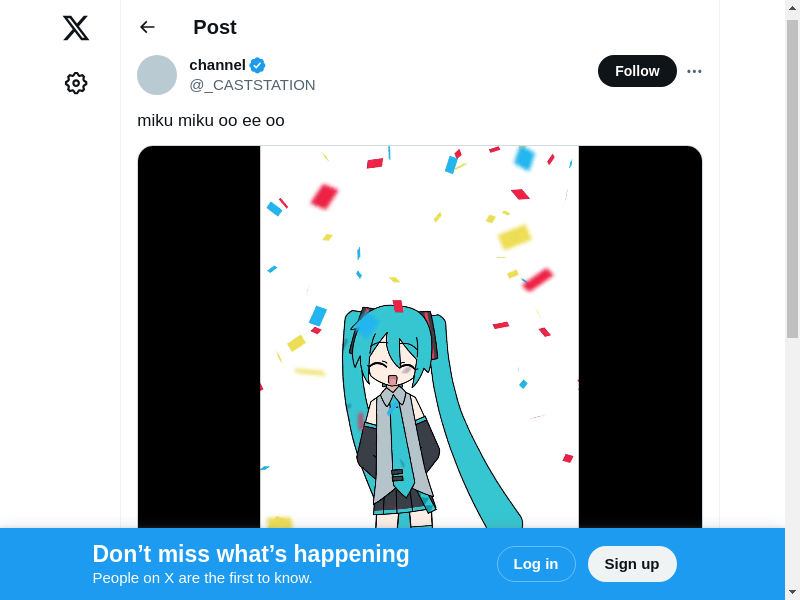 Post
channel
@_CASTSTATION
Follow
miku miku oo ee oo
Don’t miss what’s happening
People on X are the first to know.
Log in
Sign up